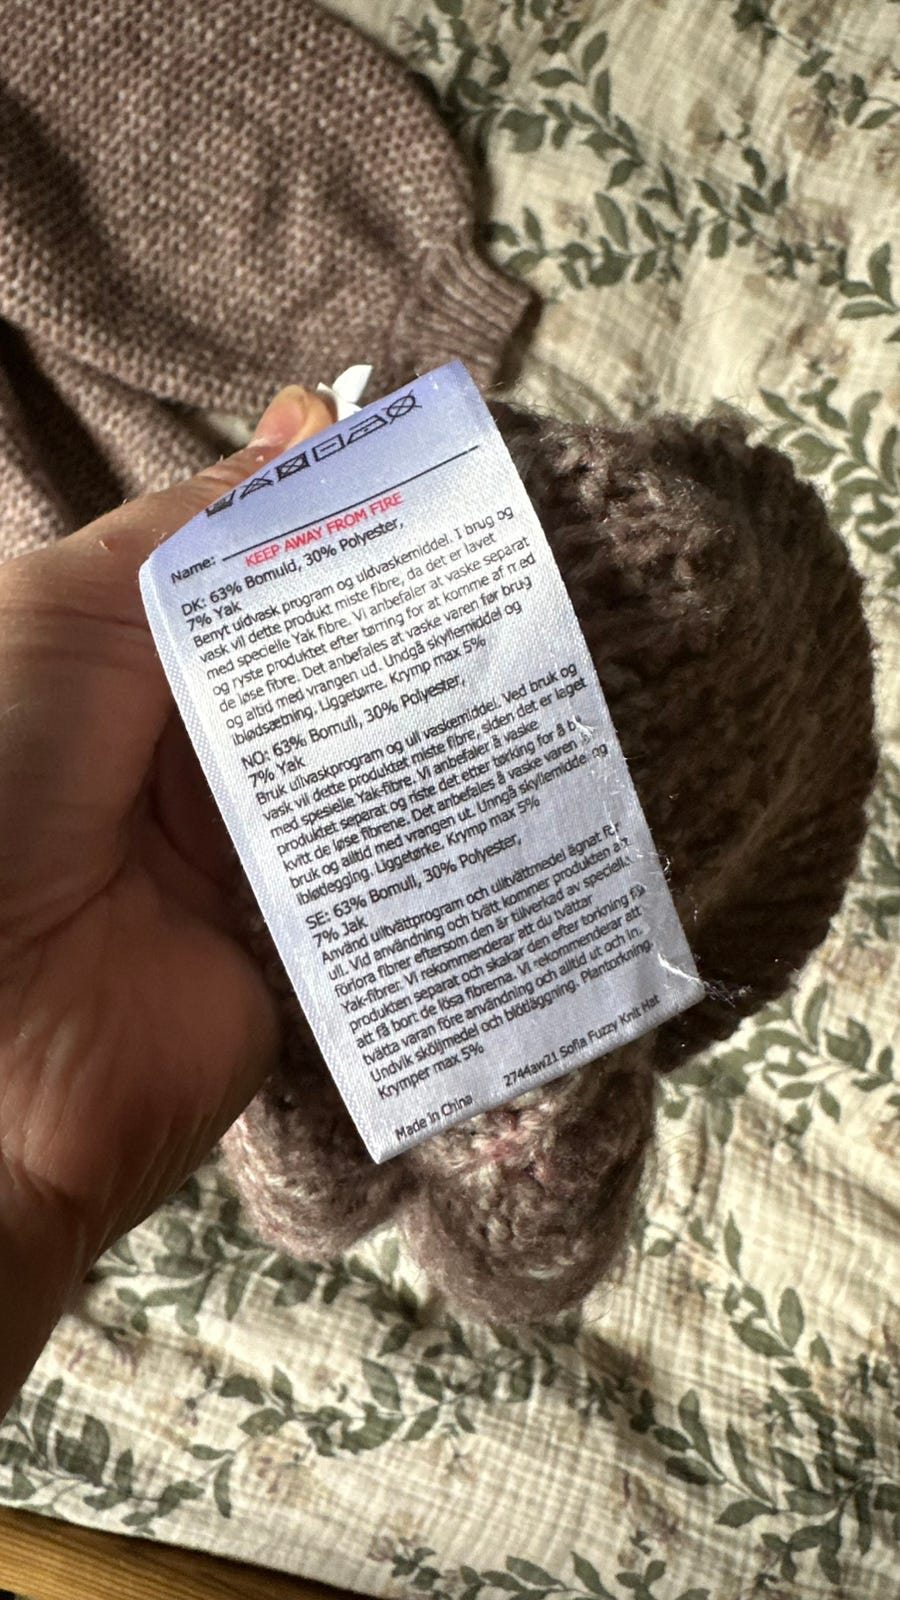 Name:
KEEP AWAY FROM FIRE
DK: 63% Bomuld, 30% Polyester,
7% Yak
Benyt uldvask program og uldvaskemiddel. I brug og
vask vil dette produkt miste fibre, da det er lavet
med specielle Yak fibre. Vi anbefaler at vaske separat
og ryste produktet efter tørring for at komme af med
de løse fibre. Det anbefales at vaske varen før brug
og altid med vrangen ud. Undgå skyllemiddel og
iblødsætning. Liggetørre. Krymp max 5%
NO: 63% Bomull, 30% Polyester,
7% Yak
Bruk ullvaskprogram og ull vaskemiddel. Ved bruk og
vask vil dette produktet miste fibre, siden det er laget
med spesielle Yak-fibre. Vi anbefaler å vaske
produktet separat og riste det etter tørking for å
kvitt de løse fibrene. Det anbefales å vaske varen
bruk og alltid med vrangen ut. Unngå skyllemiddel og
ibløtlegging. Liggetørke. Krymp max 5%
SE: 63% Bomull, 30% Polyester,
7% Jak
Använd ulltvättprogram och ulltvättmedel ägnat för
ull. Vid användning och tvätt kommer produkten att
förlora fibrer eftersom den är tillverkad av speciella
Yak-fibrer. Vi rekommenderar att du tvättar
produkten separat och skakar den efter torkning för
att få bort de lösa fibrerna. Vi rekommenderar att
tvätta varan före användning och alltid ut och in.
Undvik sköljmedel och blötläggning. Plantorkning.
Krymper max 5%
2744aw21 Sofia Fuzzy Knit Hat
Made in China